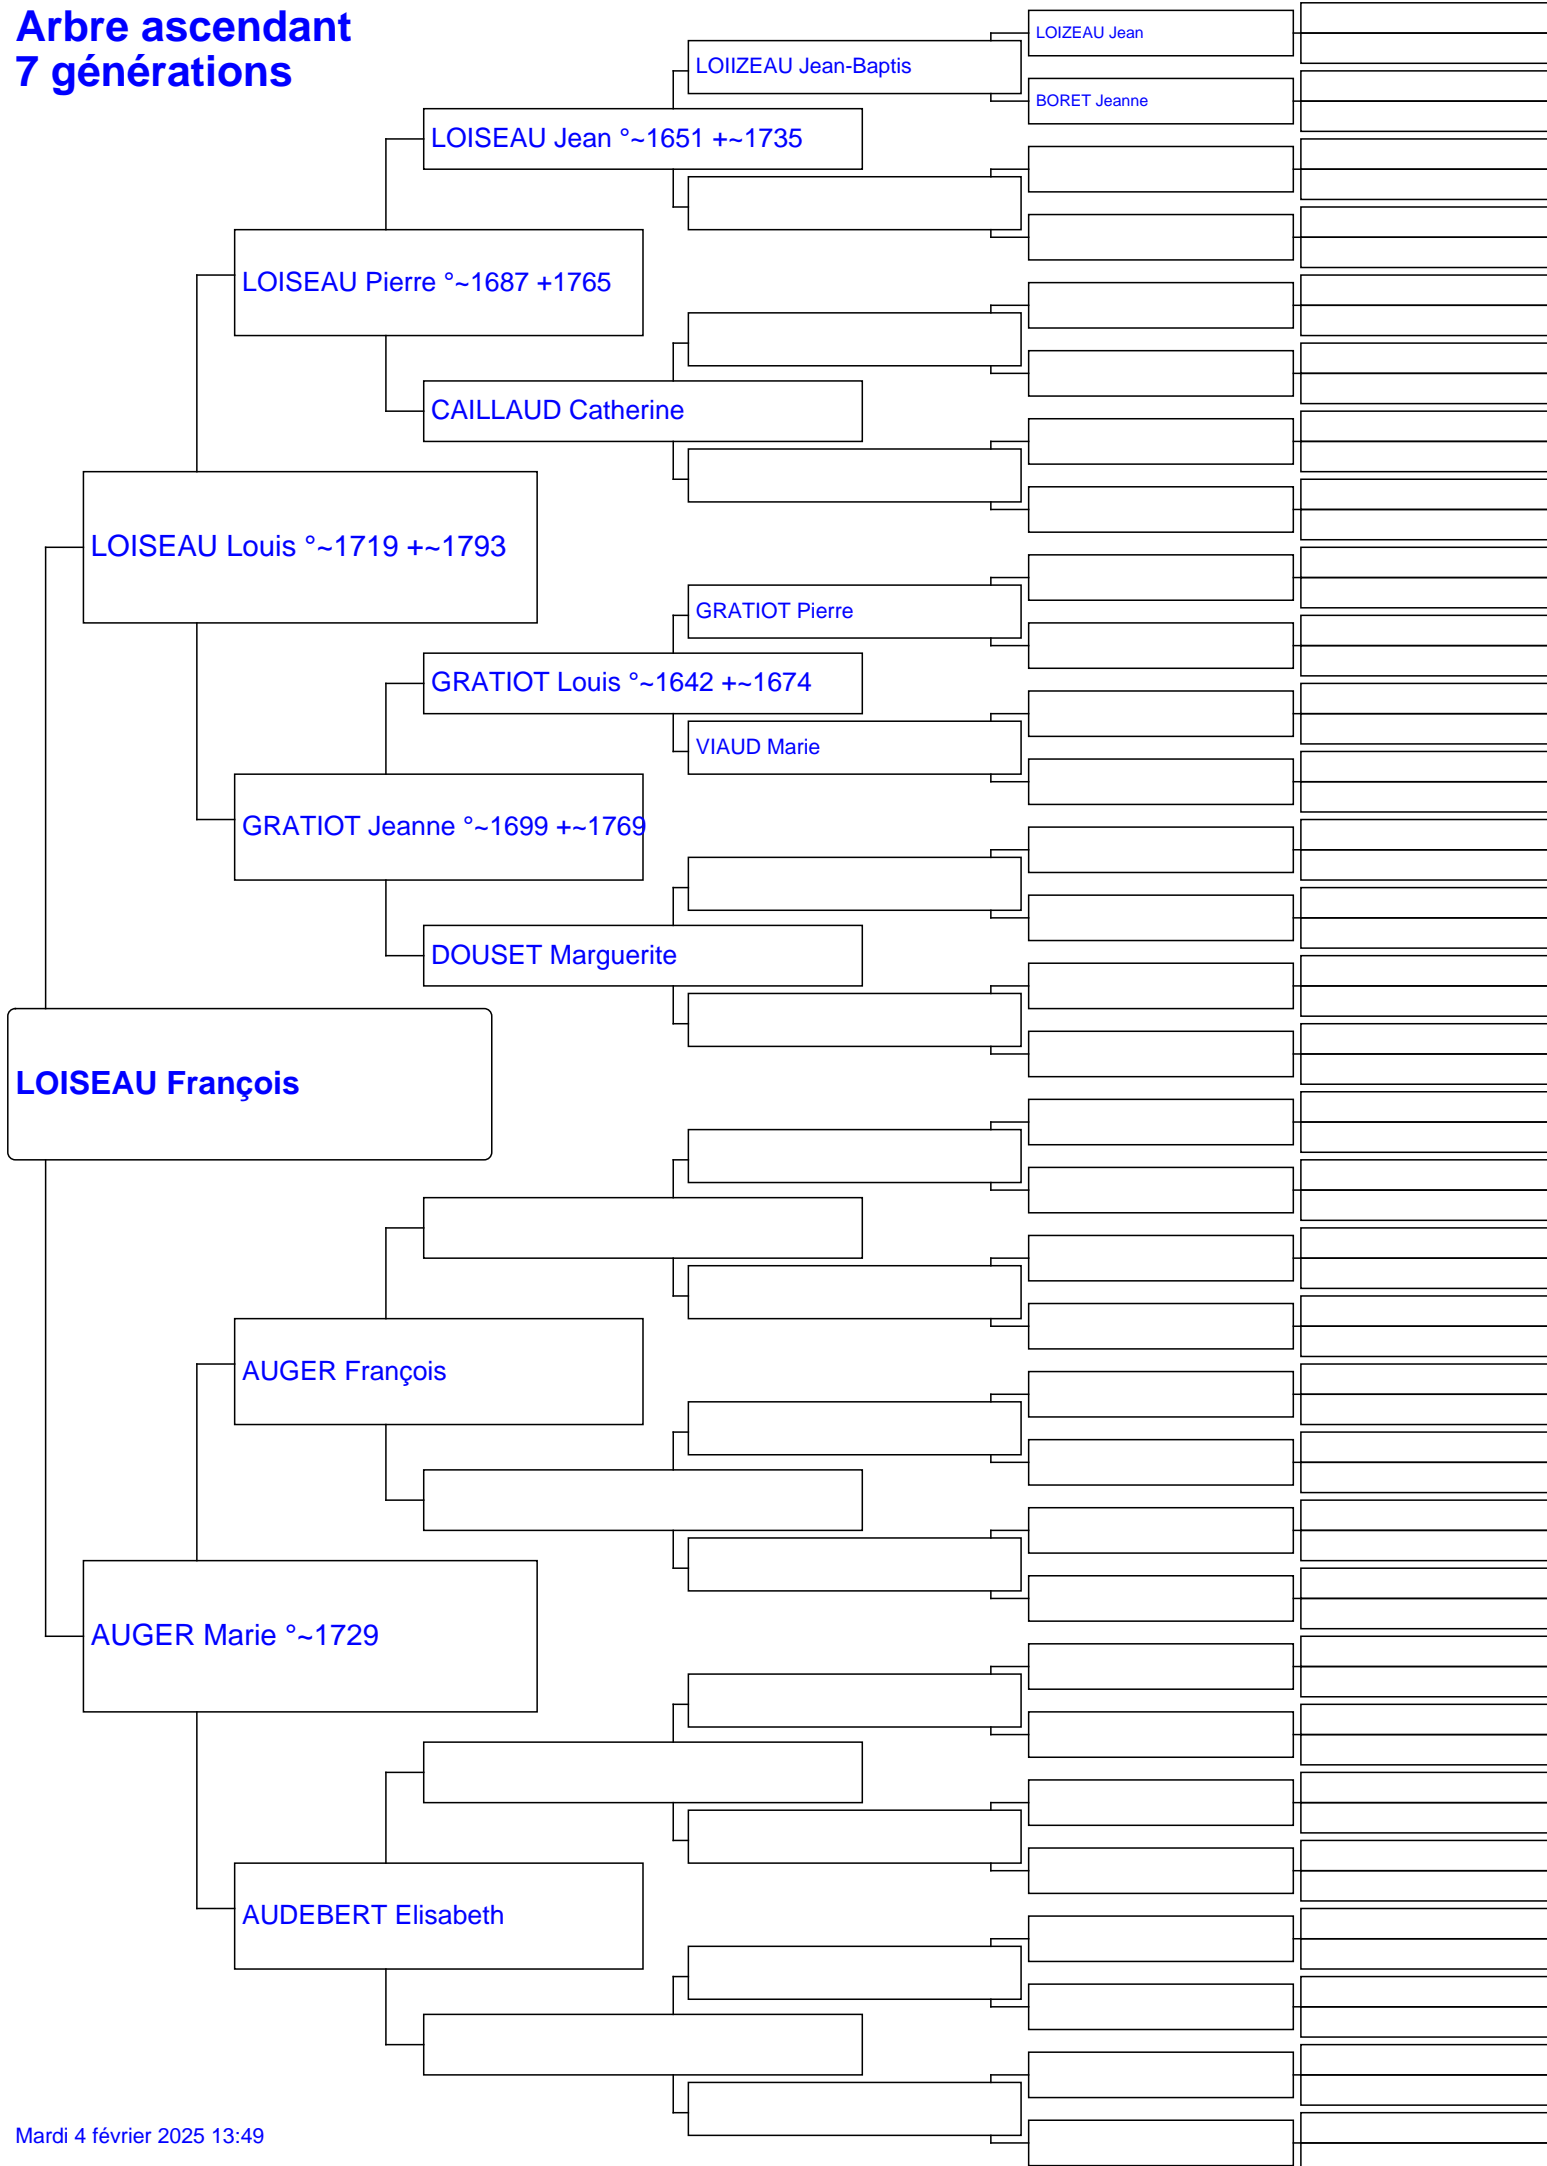 Arbre ascendant
7 générations
LOIZEAU Jean
LOIIZEAU Jean-Baptis
BORET Jeanne
LOISEAU Jean °~1651 +~1735
LOISEAU Pierre °~1687 +1765
CAILLAUD Catherine
LOISEAU Louis °~1719 +~1793
GRATIOT Pierre
GRATIOT Louis °~1642 +~1674
VIAUD Marie
GRATIOT Jeanne °~1699 +~1769
DOUSET Marguerite
LOISEAU François
AUGER François
AUGER Marie °~1729
AUDEBERT Elisabeth
Mardi 4 février 2025 13:49